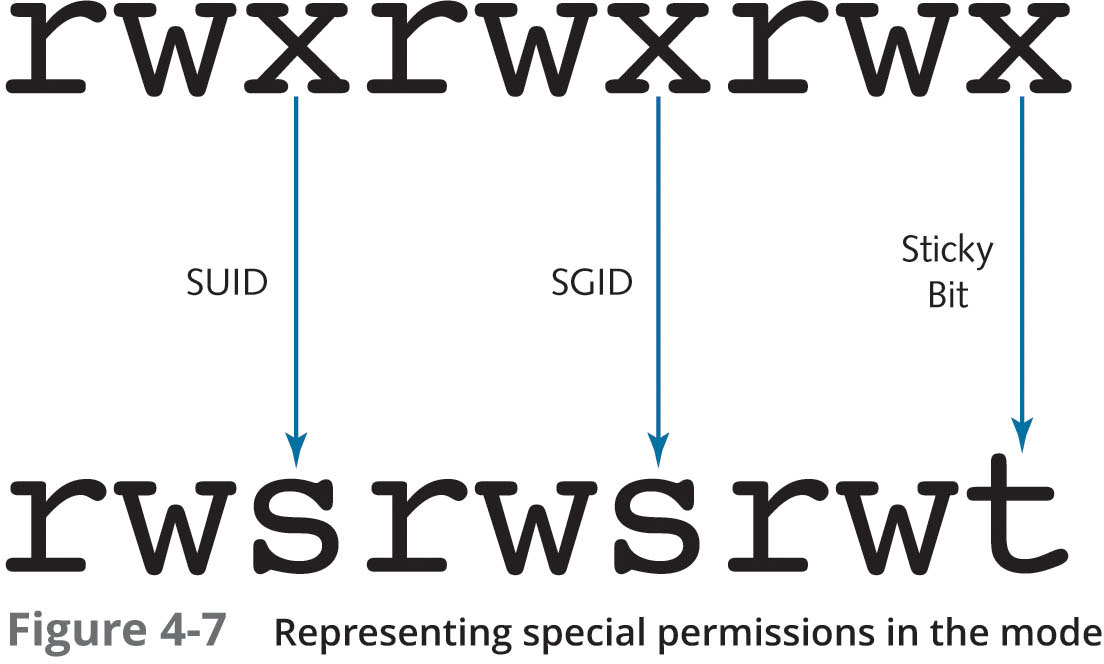 rwxrwxrwx
SUID
SGID
Sticky
Bit
rwsrwsrwt
Figure 4-7 Representing special permissions in the mode